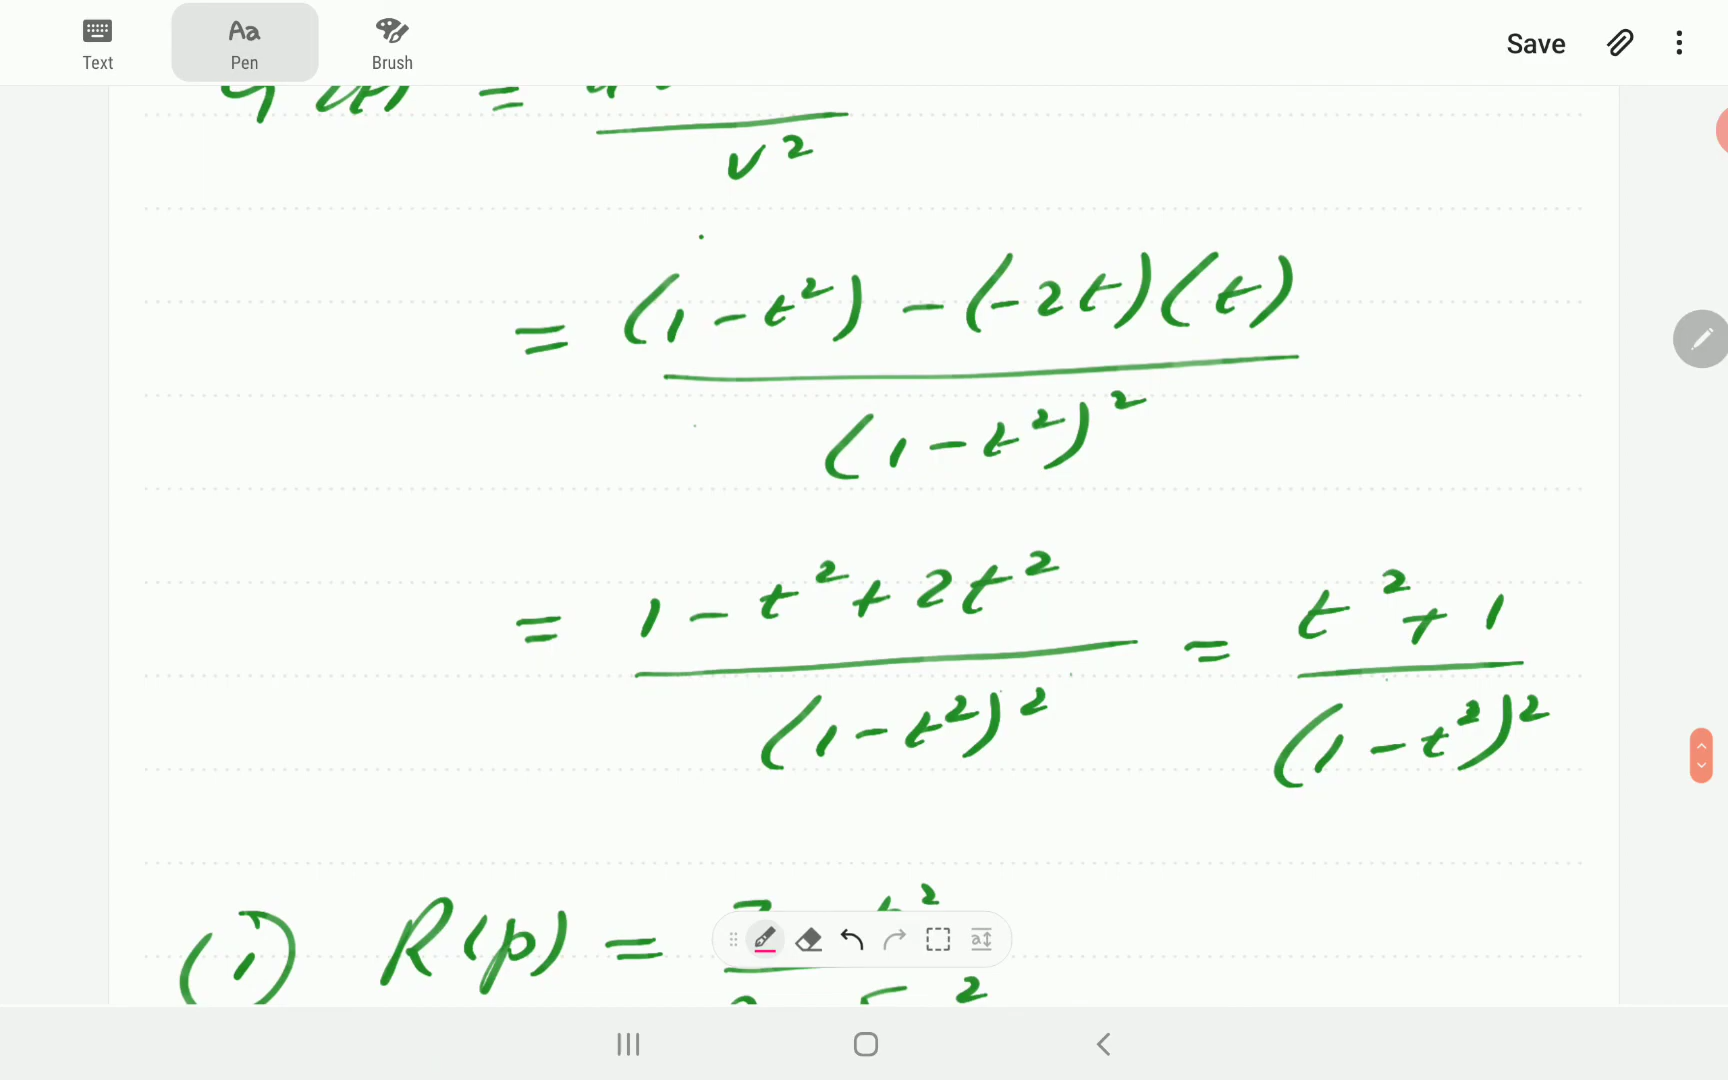 Text Pen Brush Save
=
v²
= (1 - t²) - (-2t)(t)
(1 - t²)²
= 1 - t² + 2t² = t² + 1
(1 - t²)² (1 - t²)²
(i) R(p) =